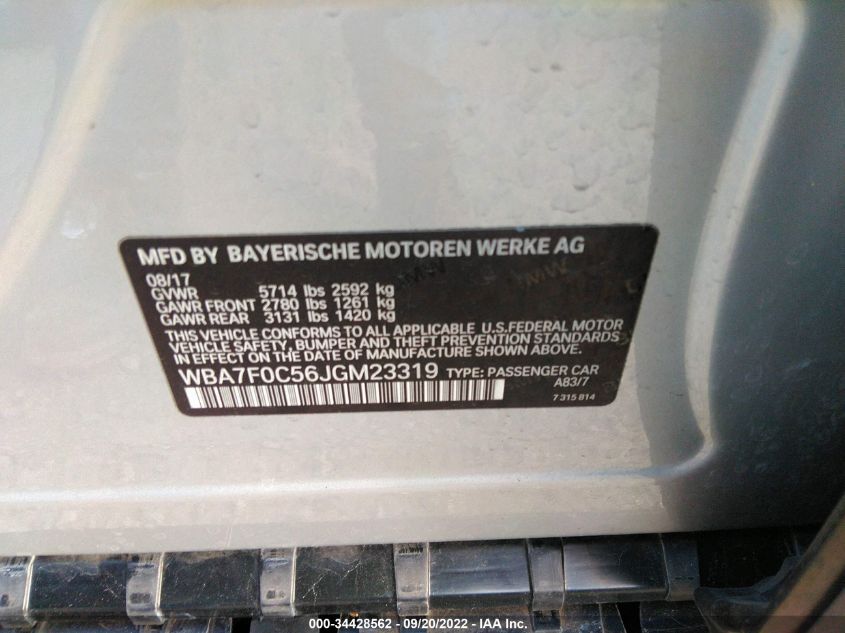 MFD BY BAYERISCHE MOTOREN WERKE AG
08/17
GVWR 5714 lbs 2592 kg
GAWR FRONT 2780 lbs 1261 kg
GAWR REAR 3131 lbs 1420 kg
THIS VEHICLE CONFORMS TO ALL APPLICABLE U.S.FEDERAL MOTOR
VEHICLE SAFETY, BUMPER AND THEFT PREVENTION STANDARDS
IN EFFECT ON THE DATE OF MANUFACTURE SHOWN ABOVE.
WBA7F0C56JGM23319 TYPE: PASSENGER CAR
A83/7
7 315 814
000-34428562 - 09/20/2022 - IAA Inc.